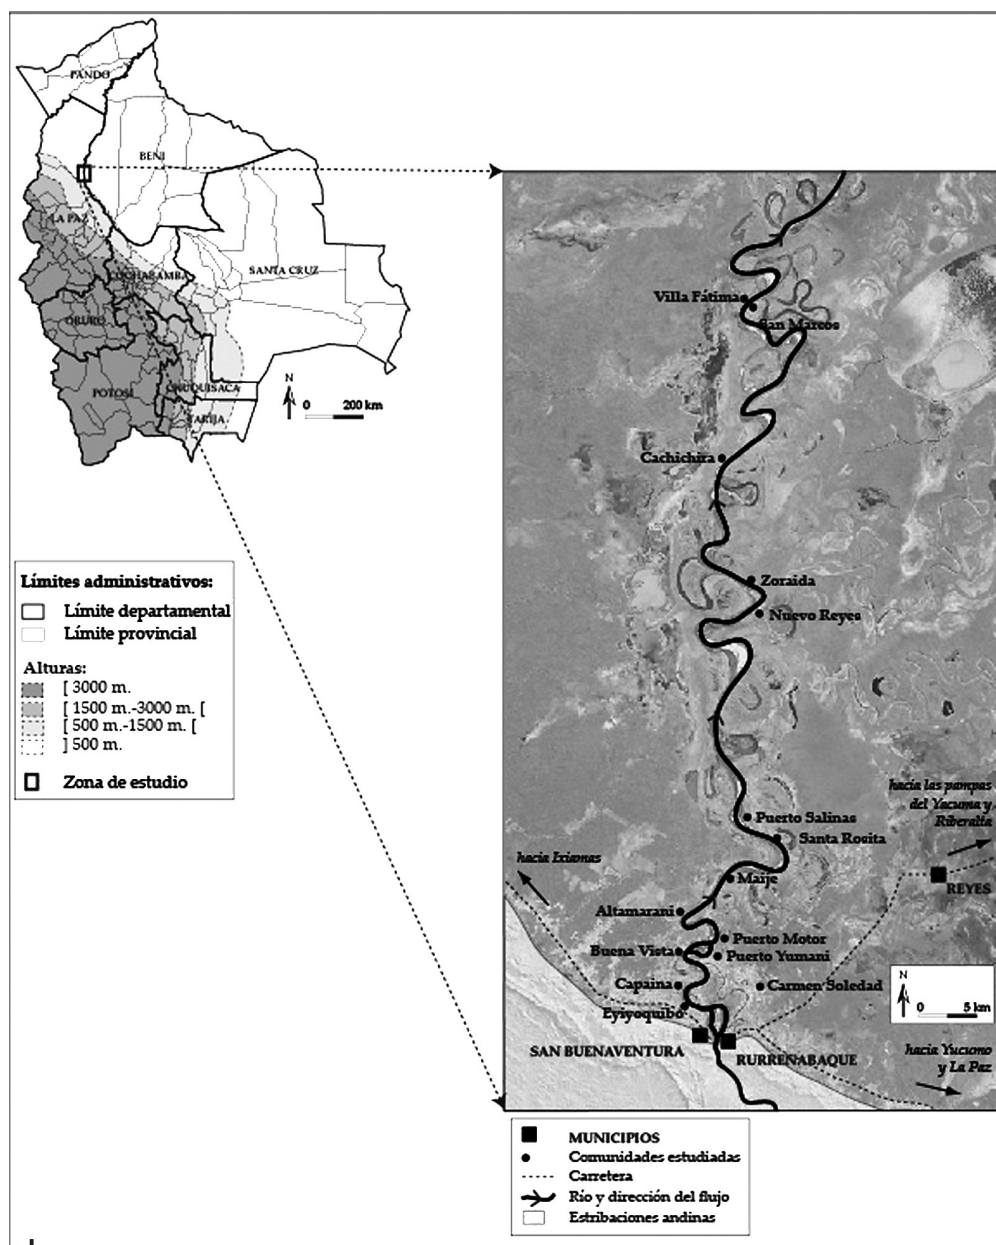 PANDO
BENI
LA PAZ
COCHABAMBA
SANTA CRUZ
ORURO
POTOSÍ
CHUQUISACA
TARIJA
N
0 200 km
Límites administrativos:
Límite departamental
Límite provincial
Alturas:
[ 3000 m.
[ 1500 m.-3000 m. [
[ 500 m.-1500 m. [
] 500 m.
Zona de estudio
Villa Fátima
San Marcos
Cachichira
Zoraida
Nuevo Reyes
hacia las pampas
del Yacuma y
Riberalta
Puerto Salinas
Santa Rosita
hacia Ixiamas
Maije
REYES
Altamarani
Puerto Motor
Buena Vista
Puerto Yumani
Capaina
Carmen Soledad
N
0 5 km
Eyiyoquibo
SAN BUENAVENTURA
RURRENABAQUE
hacia Yucumo
y La Paz
MUNICIPIOS
Comunidades estudiadas
Carretera
Río y dirección del flujo
Estribaciones andinas